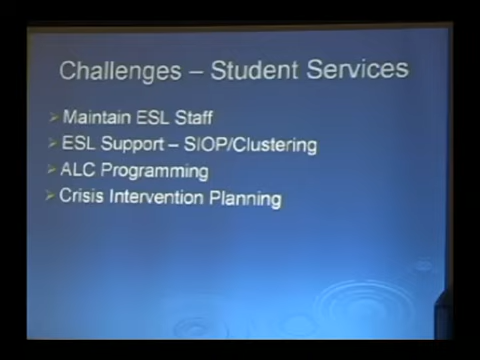 Challenges – Student Services
➢ Maintain ESL Staff
➢ ESL Support – SIOP/Clustering
➢ ALC Programming
➢ Crisis Intervention Planning